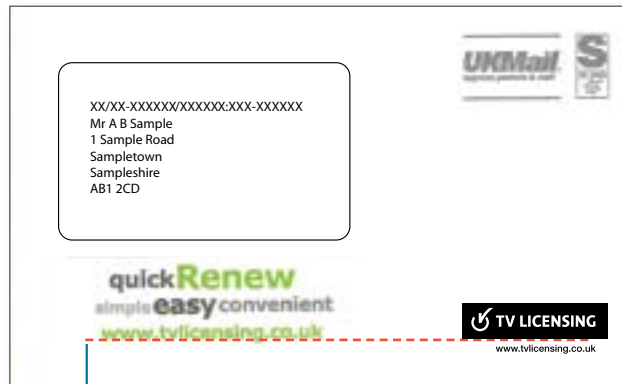 UKMail
S
XX/XX-XXXXXX/XXXXXX:XXX-XXXXXX
Mr A B Sample
1 Sample Road
Sampletown
Sampleshire
AB1 2CD
quickRenew
simple easy convenient
www.tvlicensing.co.uk
TV LICENSING
www.tvlicensing.co.uk